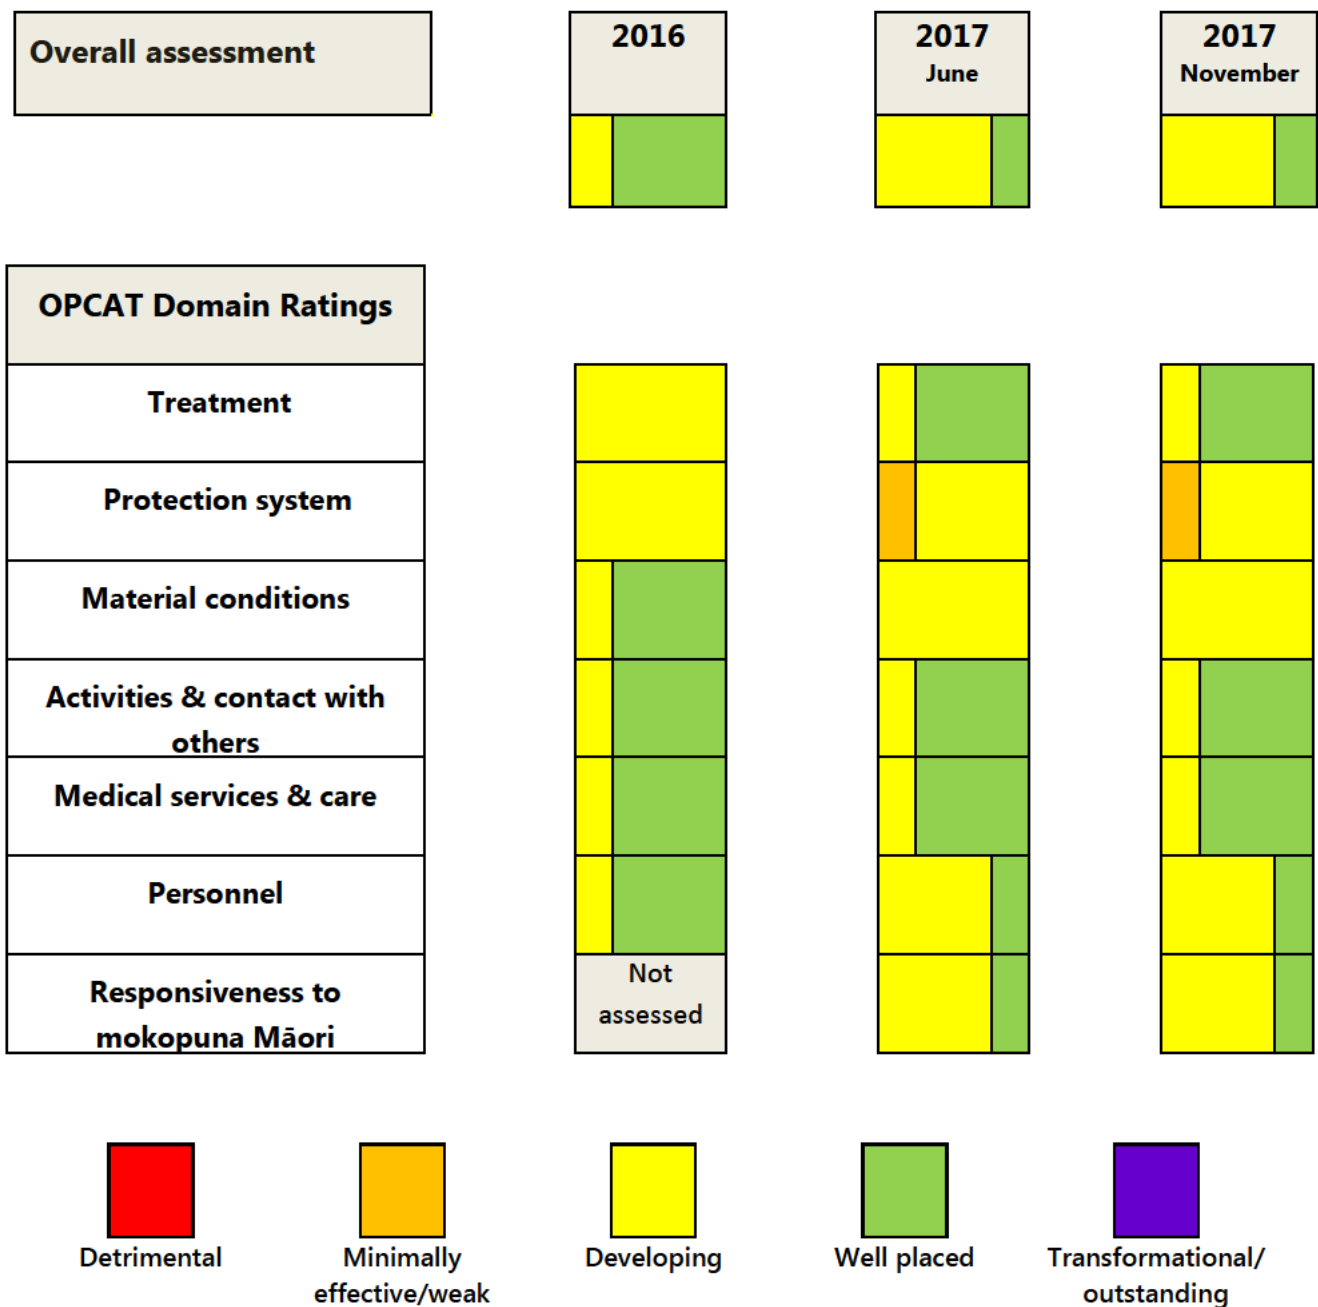 Overall assessment
2016
2017
June
2017
November
OPCAT Domain Ratings
Treatment
Protection system
Material conditions
Activities & contact with
others
Medical services & care
Personnel
Responsiveness to
mokopuna Māori
Not
assessed
Detrimental
Minimally
effective/weak
Developing
Well placed
Transformational/
outstanding